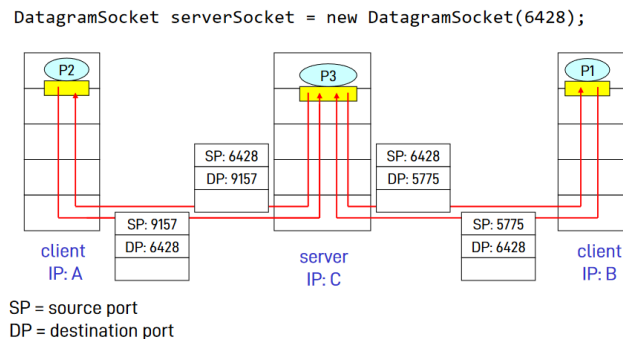 DatagramSocket serverSocket = new DatagramSocket(6428);
P2
P3
P1
SP: 6428
DP: 9157
SP: 6428
DP: 5775
SP: 9157
DP: 6428
SP: 5775
DP: 6428
client
IP: A
server
IP: C
client
IP: B
SP = source port
DP = destination port